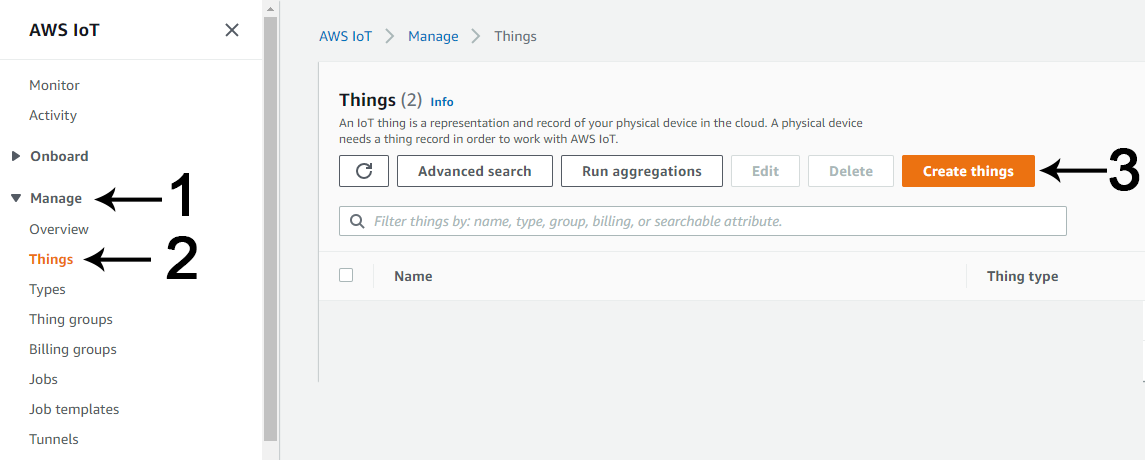 AWS IoT
Monitor
Activity
Onboard
Manage
1
Overview
Things
2
Types
Thing groups
Billing groups
Jobs
Job templates
Tunnels
AWS IoT Manage Things
Things (2) Info
An IoT thing is a representation and record of your physical device in the cloud. A physical device
needs a thing record in order to work with AWS IoT.
Advanced search Run aggregations Edit Delete Create things 3
Filter things by: name, type, group, billing, or searchable attribute.
Name Thing type